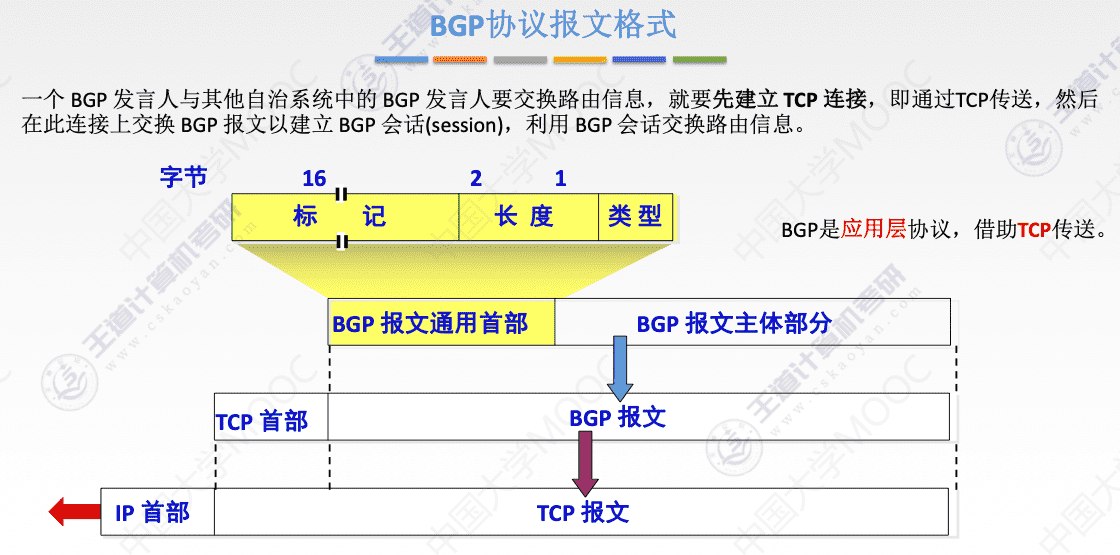 BGP协议报文格式
一个 BGP 发言人与其他自治系统中的 BGP 发言人要交换路由信息，就要先建立 TCP 连接，即通过TCP传送，然后
在此连接上交换 BGP 报文以建立 BGP 会话(session)，利用 BGP 会话交换路由信息。
字节 16 2 1
标 记 长 度 类 型
BGP是应用层协议，借助TCP传送。
BGP 报文通用首部 BGP 报文主体部分
TCP 首部 BGP 报文
IP 首部 TCP 报文
王道计算机考研
www.cskaoyan.com
中国大学MOOC